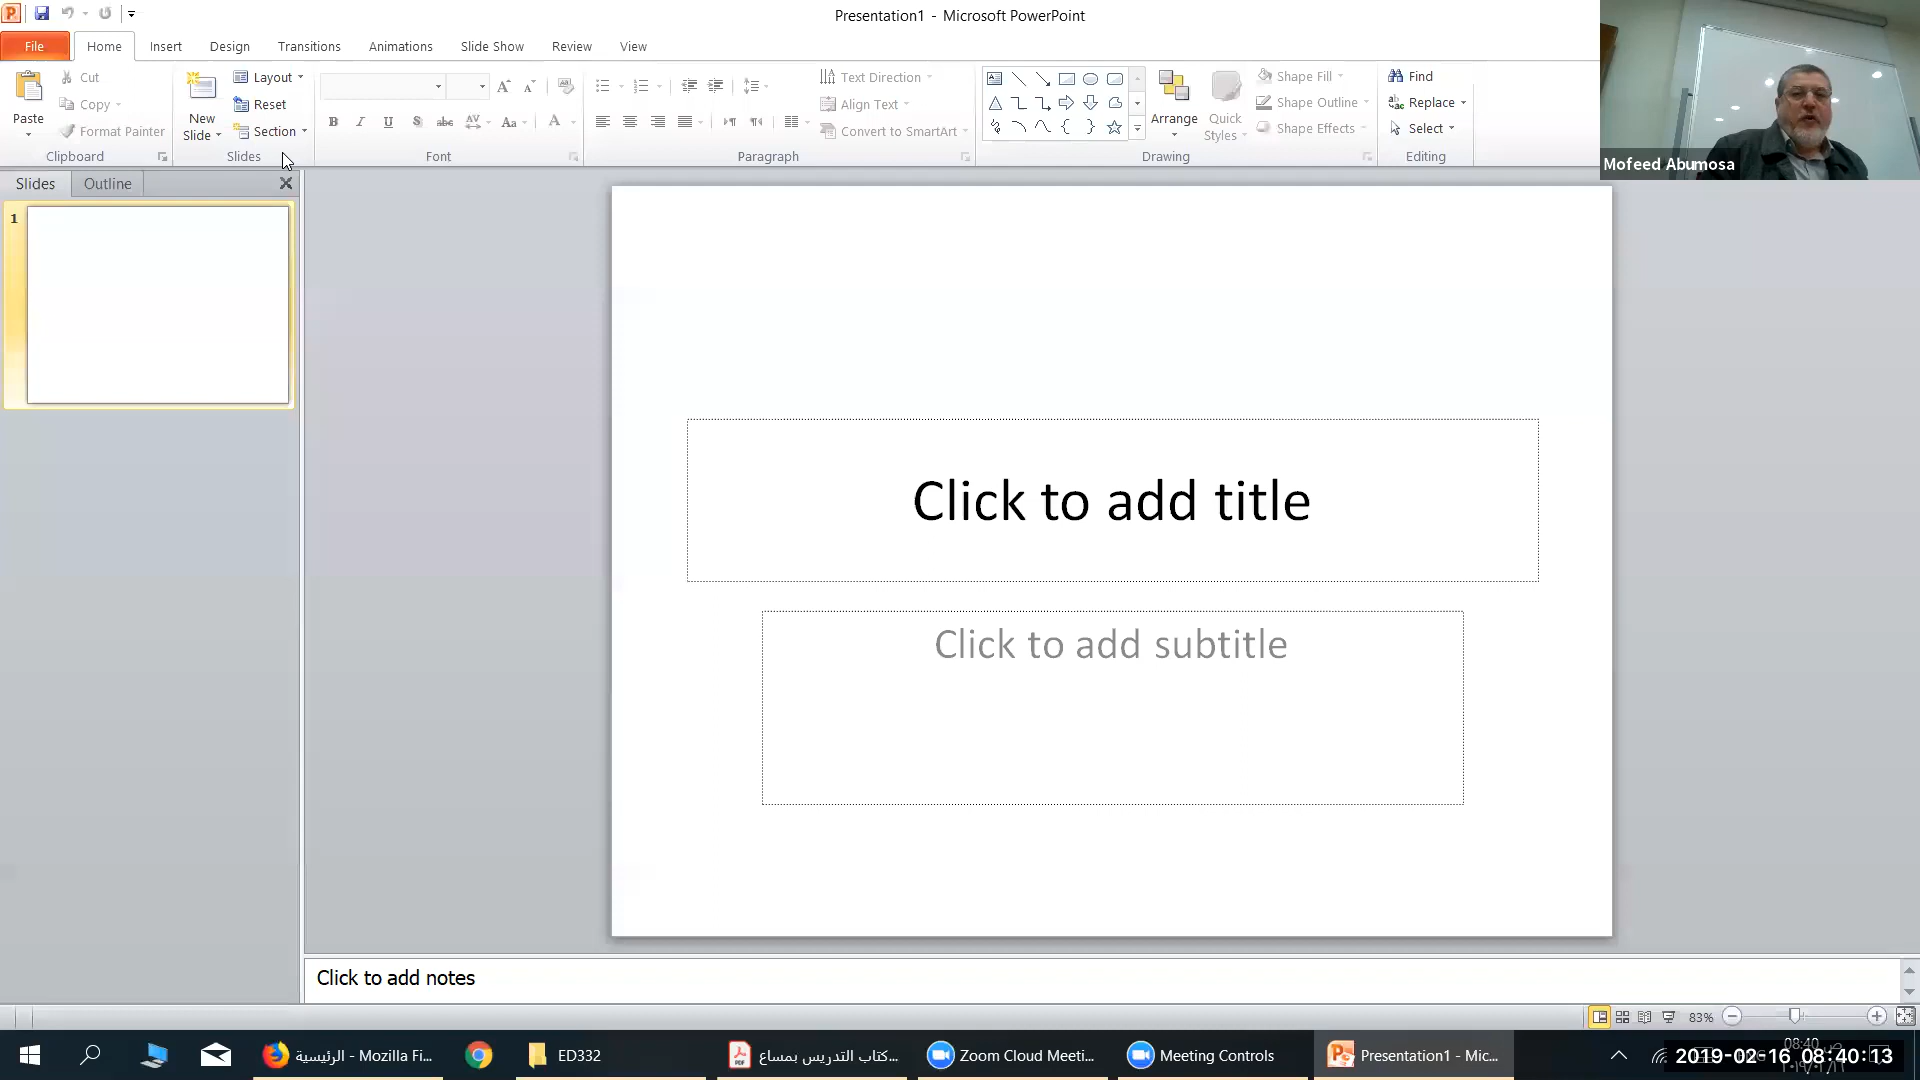 Presentation1 - Microsoft PowerPoint
File Home Insert Design Transitions Animations Slide Show Review View
Paste
Cut
Copy
Format Painter
Clipboard
New Slide
Layout
Reset
Section
Slides
Font
Text Direction
Align Text
Convert to SmartArt
Paragraph
Arrange
Quick Styles
Shape Fill
Shape Outline
Shape Effects
Drawing
Find
Replace
Select
Editing
Mofeed Abumosa
Slides Outline
1
Click to add title
Click to add subtitle
Click to add notes
83%
الرئيسية - Mozilla Fi...
ED332
كتاب التدريس بمساع...
Zoom Cloud Meeti...
Meeting Controls
Presentation1 - Mic...
2019-02-16 08:40:13